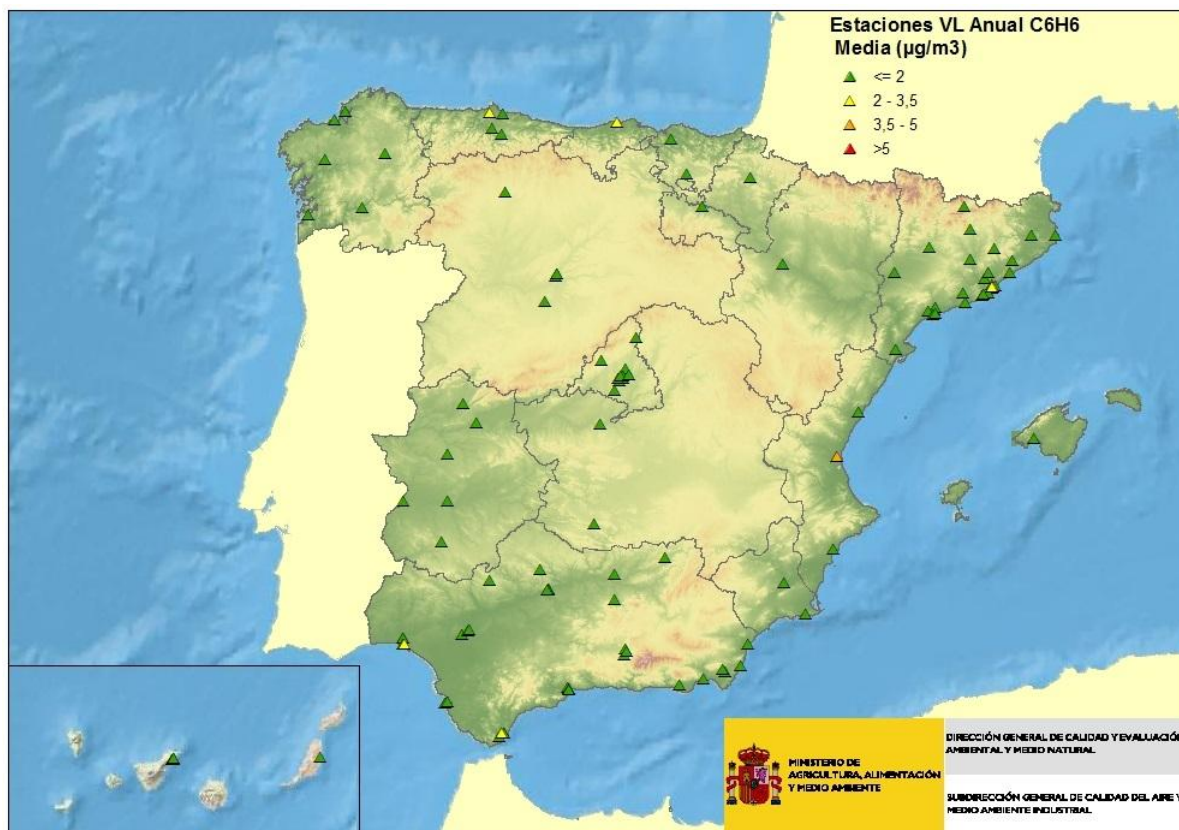 Estaciones VL Anual C6H6
Media (µg/m3)
<= 2
2 - 3,5
3,5 - 5
>5
MINISTERIO DE
AGRICULTURA, ALIMENTACIÓN
Y MEDIO AMBIENTE
DIRECCIÓN GENERAL DE CALIDAD Y EVALUACIÓ
AMBIENTAL Y MEDIO NATURAL
SUBDIRECCIÓN GENERAL DE CALIDAD DEL AIRE Y
MEDIO AMBIENTE INDUSTRIAL